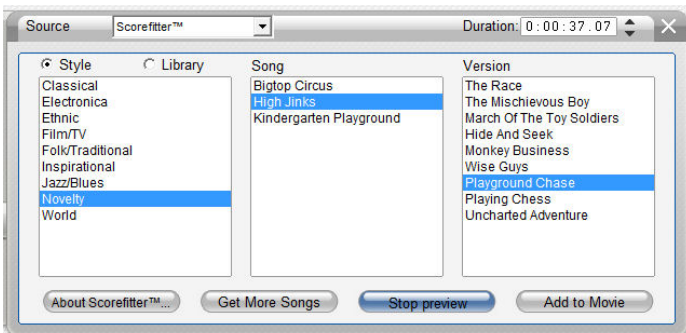 Source Scorefitter™ Duration: 0:00:37.07
Style Library Song Version
Classical
Electronica
Ethnic
Film/TV
Folk/Traditional
Inspirational
Jazz/Blues
Novelty
World
Bigtop Circus
High Jinks
Kindergarten Playground
The Race
The Mischievous Boy
March Of The Toy Soldiers
Hide And Seek
Monkey Business
Wise Guys
Playground Chase
Playing Chess
Uncharted Adventure
About Scorefitter™... Get More Songs Stop preview Add to Movie